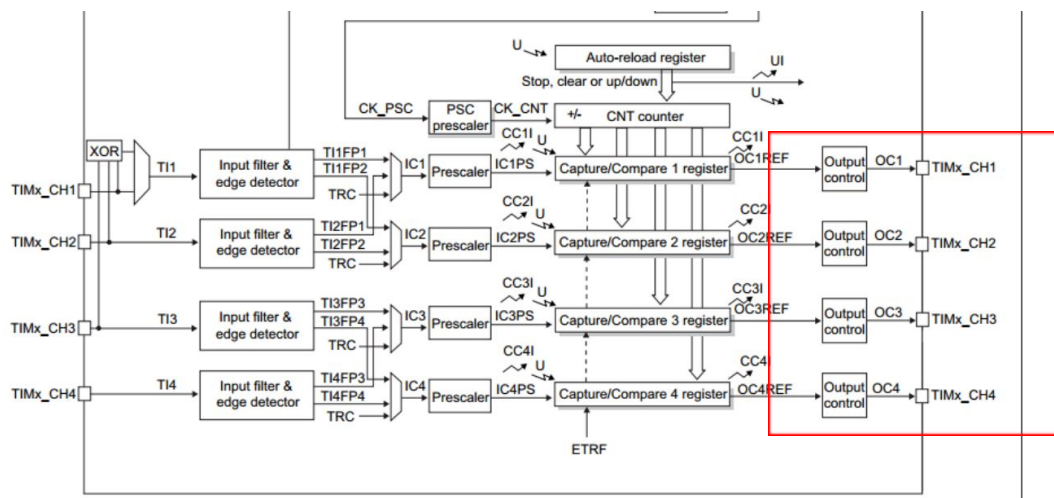 U
Auto-reload register
UI
Stop, clear or up/down
U
CK_PSC
PSC
prescaler
CK_CNT
+/-
CNT counter
XOR
TI1
Input filter &
edge detector
TI1FP1
TI1FP2
TRC
IC1
Prescaler
IC1PS
CC1I
U
Capture/Compare 1 register
CC1I
OC1REF
Output
control
OC1
TIMx_CH1
TIMx_CH1
TIMx_CH2
TI2
Input filter &
edge detector
TI2FP1
TI2FP2
TRC
IC2
Prescaler
IC2PS
CC2I
U
Capture/Compare 2 register
CC2I
OC2REF
Output
control
OC2
TIMx_CH2
TIMx_CH3
TI3
Input filter &
edge detector
TI3FP3
TI3FP4
TRC
IC3
Prescaler
IC3PS
CC3I
U
Capture/Compare 3 register
CC3I
OC3REF
Output
control
OC3
TIMx_CH3
TIMx_CH4
TI4
Input filter &
edge detector
TI4FP3
TI4FP4
TRC
IC4
Prescaler
IC4PS
CC4I
U
Capture/Compare 4 register
CC4I
OC4REF
Output
control
OC4
TIMx_CH4
ETRF